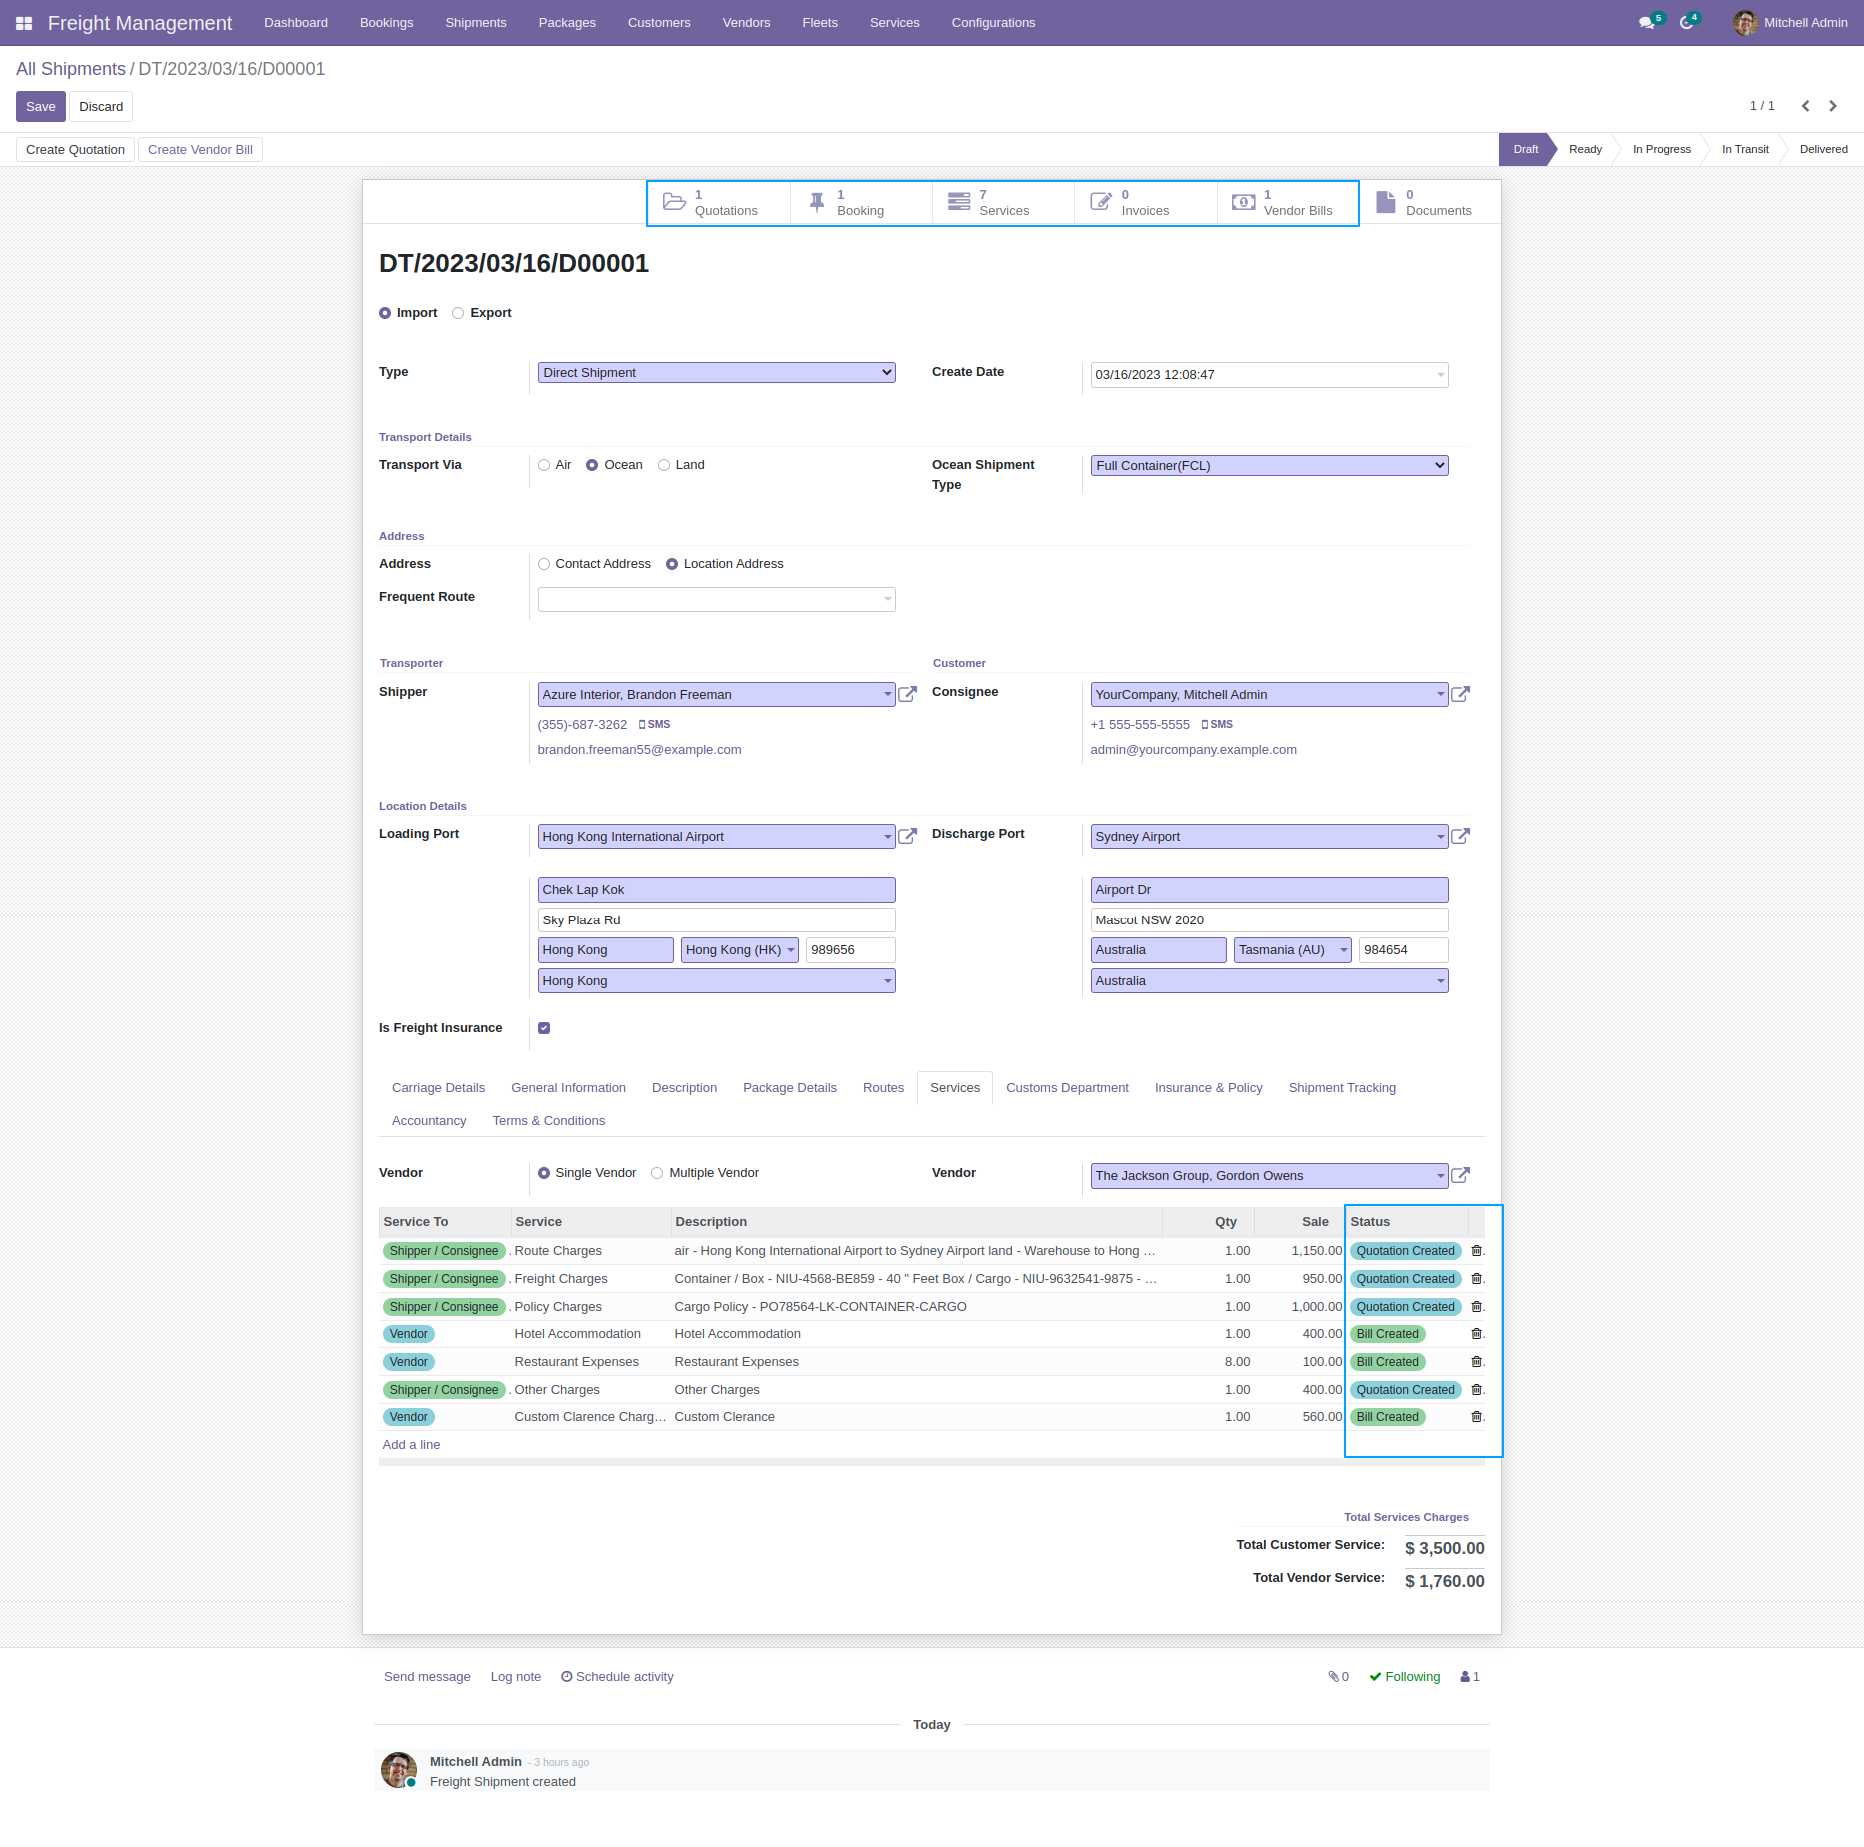 Freight Management Dashboard Bookings Shipments Packages Customers Vendors Fleets Services Configurations 5 4 Mitchell Admin
All Shipments / DT/2023/03/16/D00001
Save Discard 1 / 1
Create Quotation Create Vendor Bill Draft Ready In Progress In Transit Delivered
1 1 7 0 1 0
Quotations Booking Services Invoices Vendor Bills Documents
DT/2023/03/16/D00001
Import Export
Type Direct Shipment Create Date 03/16/2023 12:08:47
Transport Details
Transport Via Air Ocean Land Ocean Shipment Full Container(FCL)
Type
Address
Address Contact Address Location Address
Frequent Route
Transporter Customer
Shipper Azure Interior, Brandon Freeman Consignee YourCompany, Mitchell Admin
(355)-687-3262 SMS +1 555-555-5555 SMS
brandon.freeman55@example.com admin@yourcompany.example.com
Location Details
Loading Port Hong Kong International Airport Discharge Port Sydney Airport
Chek Lap Kok Airport Dr
Sky Plaza Rd Mascot NSW 2020
Hong Kong Hong Kong (HK) 989656 Australia Tasmania (AU) 984654
Hong Kong Australia
Is Freight Insurance
Carriage Details General Information Description Package Details Routes Services Customs Department Insurance & Policy Shipment Tracking
Accountancy Terms & Conditions
Vendor Single Vendor Multiple Vendor Vendor The Jackson Group, Gordon Owens
Service To Service Description Qty Sale Status
Shipper / Consignee . Route Charges air - Hong Kong International Airport to Sydney Airport land - Warehouse to Hong … 1.00 1,150.00 Quotation Created
Shipper / Consignee . Freight Charges Container / Box - NIU-4568-BE859 - 40 " Feet Box / Cargo - NIU-9632541-9875 - … 1.00 950.00 Quotation Created
Shipper / Consignee . Policy Charges Cargo Policy - PO78564-LK-CONTAINER-CARGO 1.00 1,000.00 Quotation Created
Vendor Hotel Accommodation Hotel Accommodation 1.00 400.00 Bill Created
Vendor Restaurant Expenses Restaurant Expenses 8.00 100.00 Bill Created
Shipper / Consignee . Other Charges Other Charges 1.00 400.00 Quotation Created
Vendor Custom Clarence Charg… Custom Clerance 1.00 560.00 Bill Created
Add a line
Total Services Charges
Total Customer Service: $ 3,500.00
Total Vendor Service: $ 1,760.00
Send message Log note Schedule activity 0 Following 1
Today
Mitchell Admin - 3 hours ago
Freight Shipment created